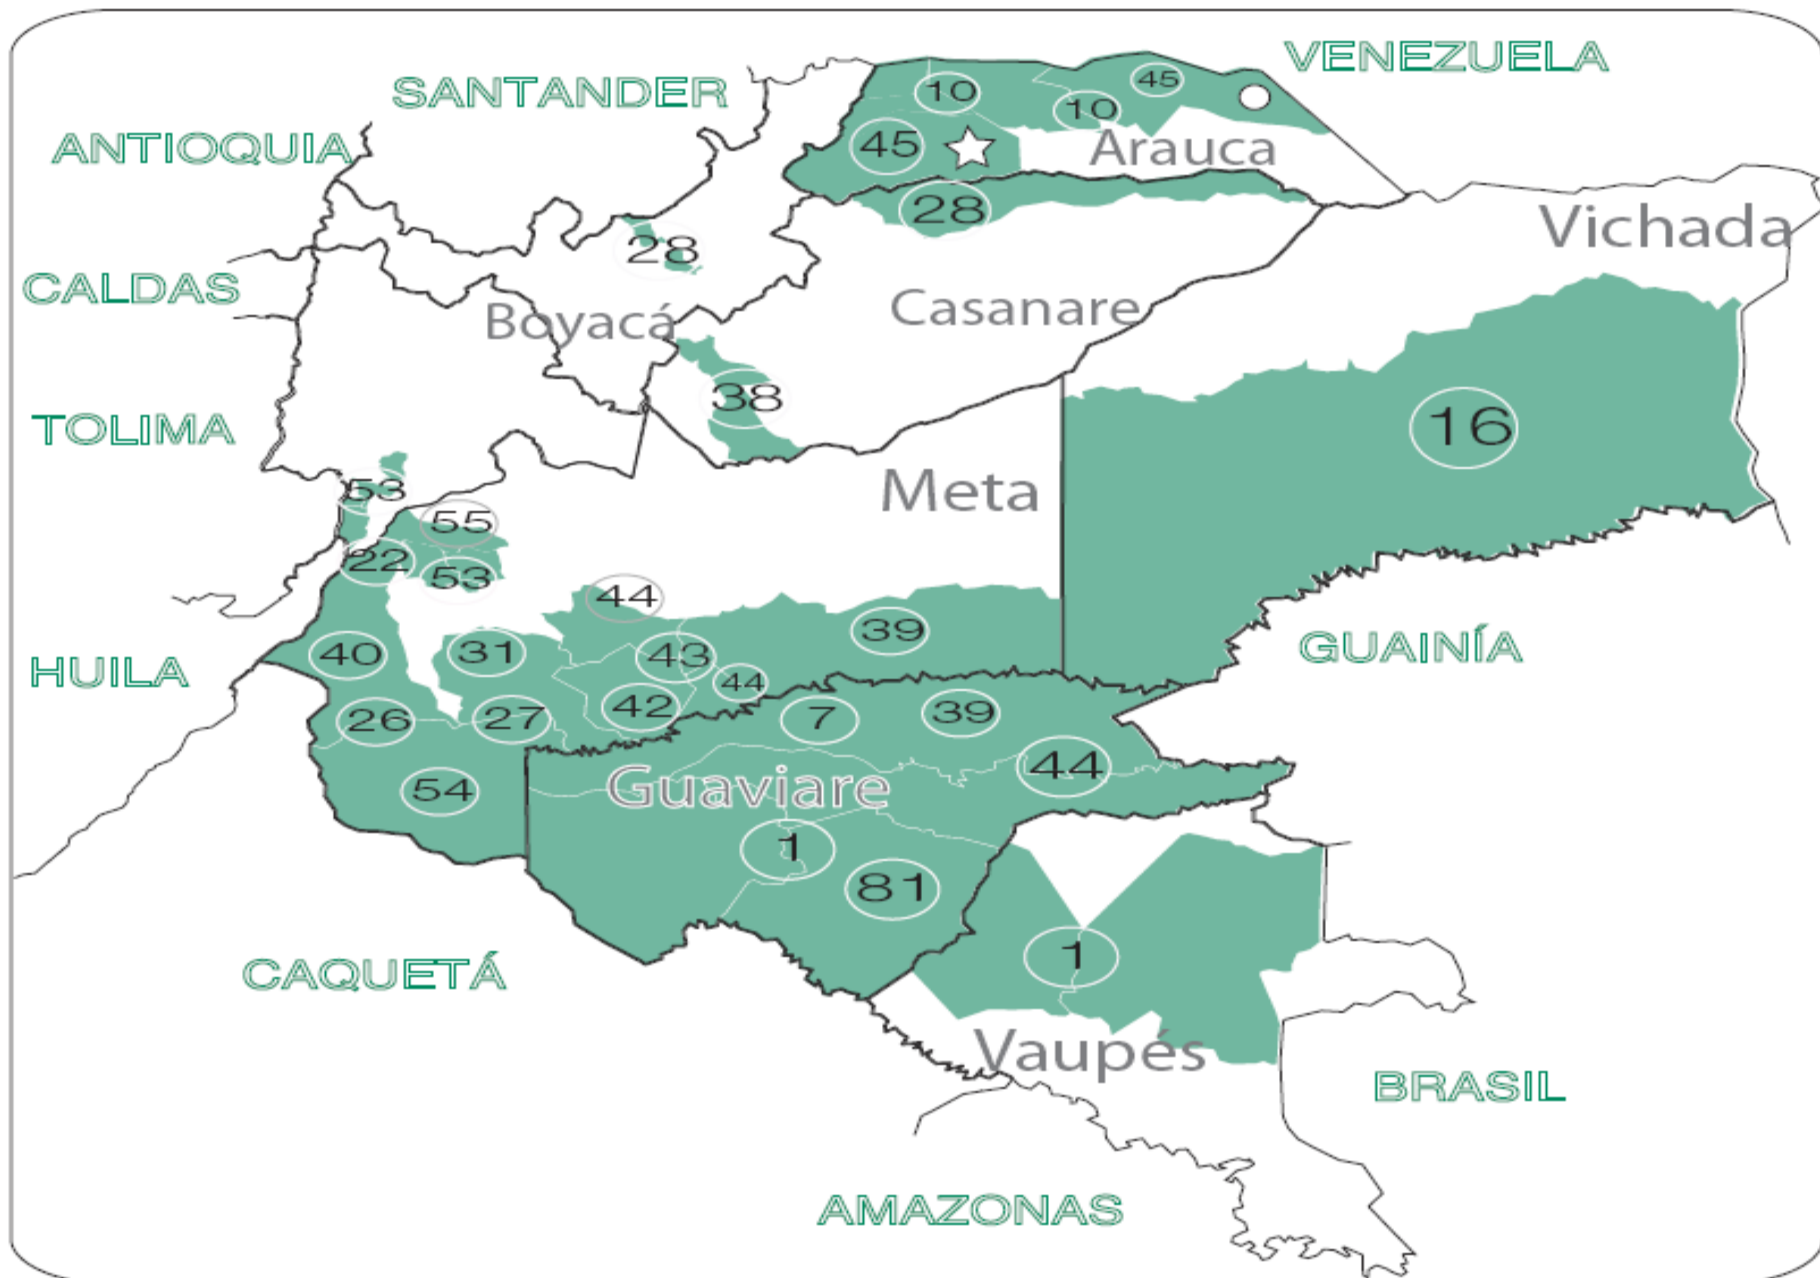 VENEZUELA
SANTANDER
45
10
10
ANTIOQUIA
45
Arauca
28
Vichada
28
CALDAS
Casanare
Boyacá
38
16
TOLIMA
Meta
53
55
22
53
44
39
GUAINÍA
40
31
43
HUILA
44
42
26
27
7
39
44
54
Guaviare
1
81
1
CAQUETÁ
Vaupés
BRASIL
AMAZONAS